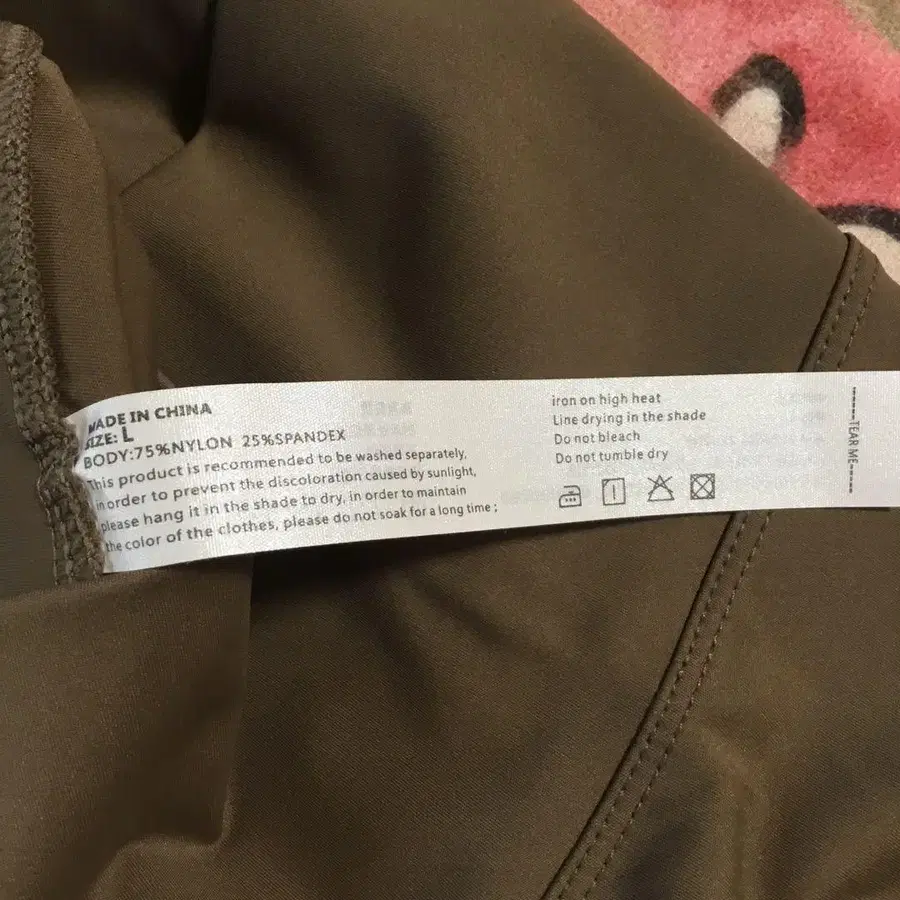 MADE IN CHINA
SIZE: L
BODY:75%NYLON 25%SPANDEX
This product is recommended to be washed separately,
in order to prevent the discoloration caused by sunlight,
please hang it in the shade to dry, in order to maintain
the color of the clothes, please do not soak for a long time ;
iron on high heat
Line drying in the shade
Do not bleach
Do not tumble dry
-----TEAR ME-----